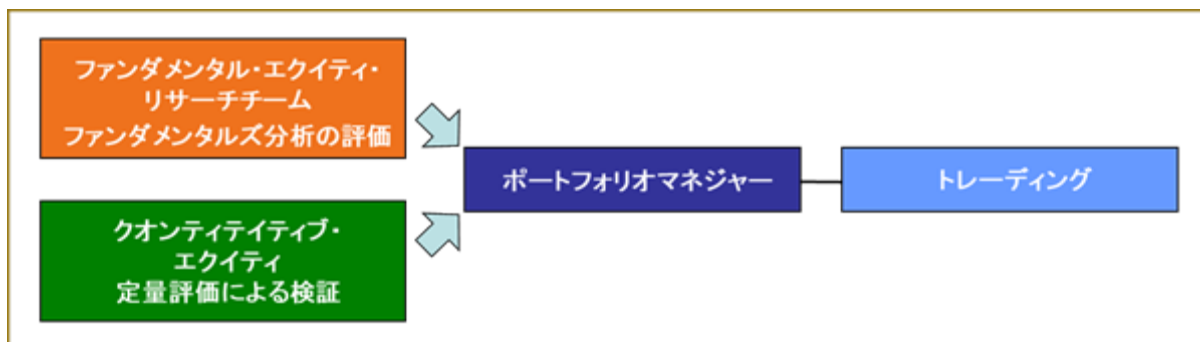 ファンダメンタル・エクイティ・
リサーチチーム
ファンダメンタルズ分析の評価
クオンティテイティブ・
エクイティ
定量評価による検証
ポートフォリオマネジャー
トレーディング